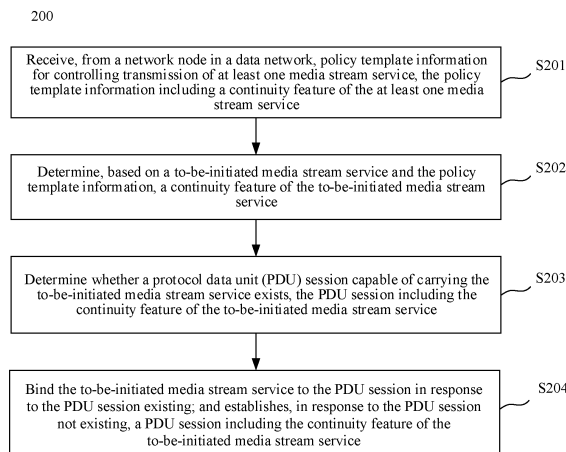 200
Receive, from a network node in a data network, policy template information
for controlling transmission of at least one media stream service, the policy
template information including a continuity feature of the at least one media
stream service
S201
Determine, based on a to-be-initiated media stream service and the policy
template information, a continuity feature of the to-be-initiated media stream
service
S202
Determine whether a protocol data unit (PDU) session capable of carrying the
to-be-initiated media stream service exists, the PDU session including the
continuity feature of the to-be-initiated media stream service
S203
Bind the to-be-initiated media stream service to the PDU session in response
to the PDU session existing; and establishes, in response to the PDU session
not existing, a PDU session including the continuity feature of the
to-be-initiated media stream service
S204